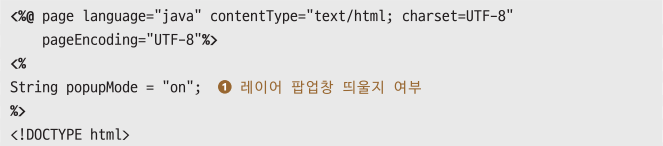 <%@ page language="java" contentType="text/html; charset=UTF-8"
    pageEncoding="UTF-8"%>
<%
String popupMode = "on"; ❶ 레이어 팝업창 띄울지 여부
%>
<!DOCTYPE html>